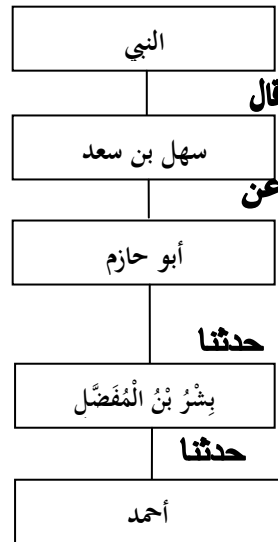 النبي
قال
سهل بن سعد
عن
أبو حازم
حدثنا
بِشْرُ بْنُ الْمُفَضَّلِ
حدثنا
أحمد